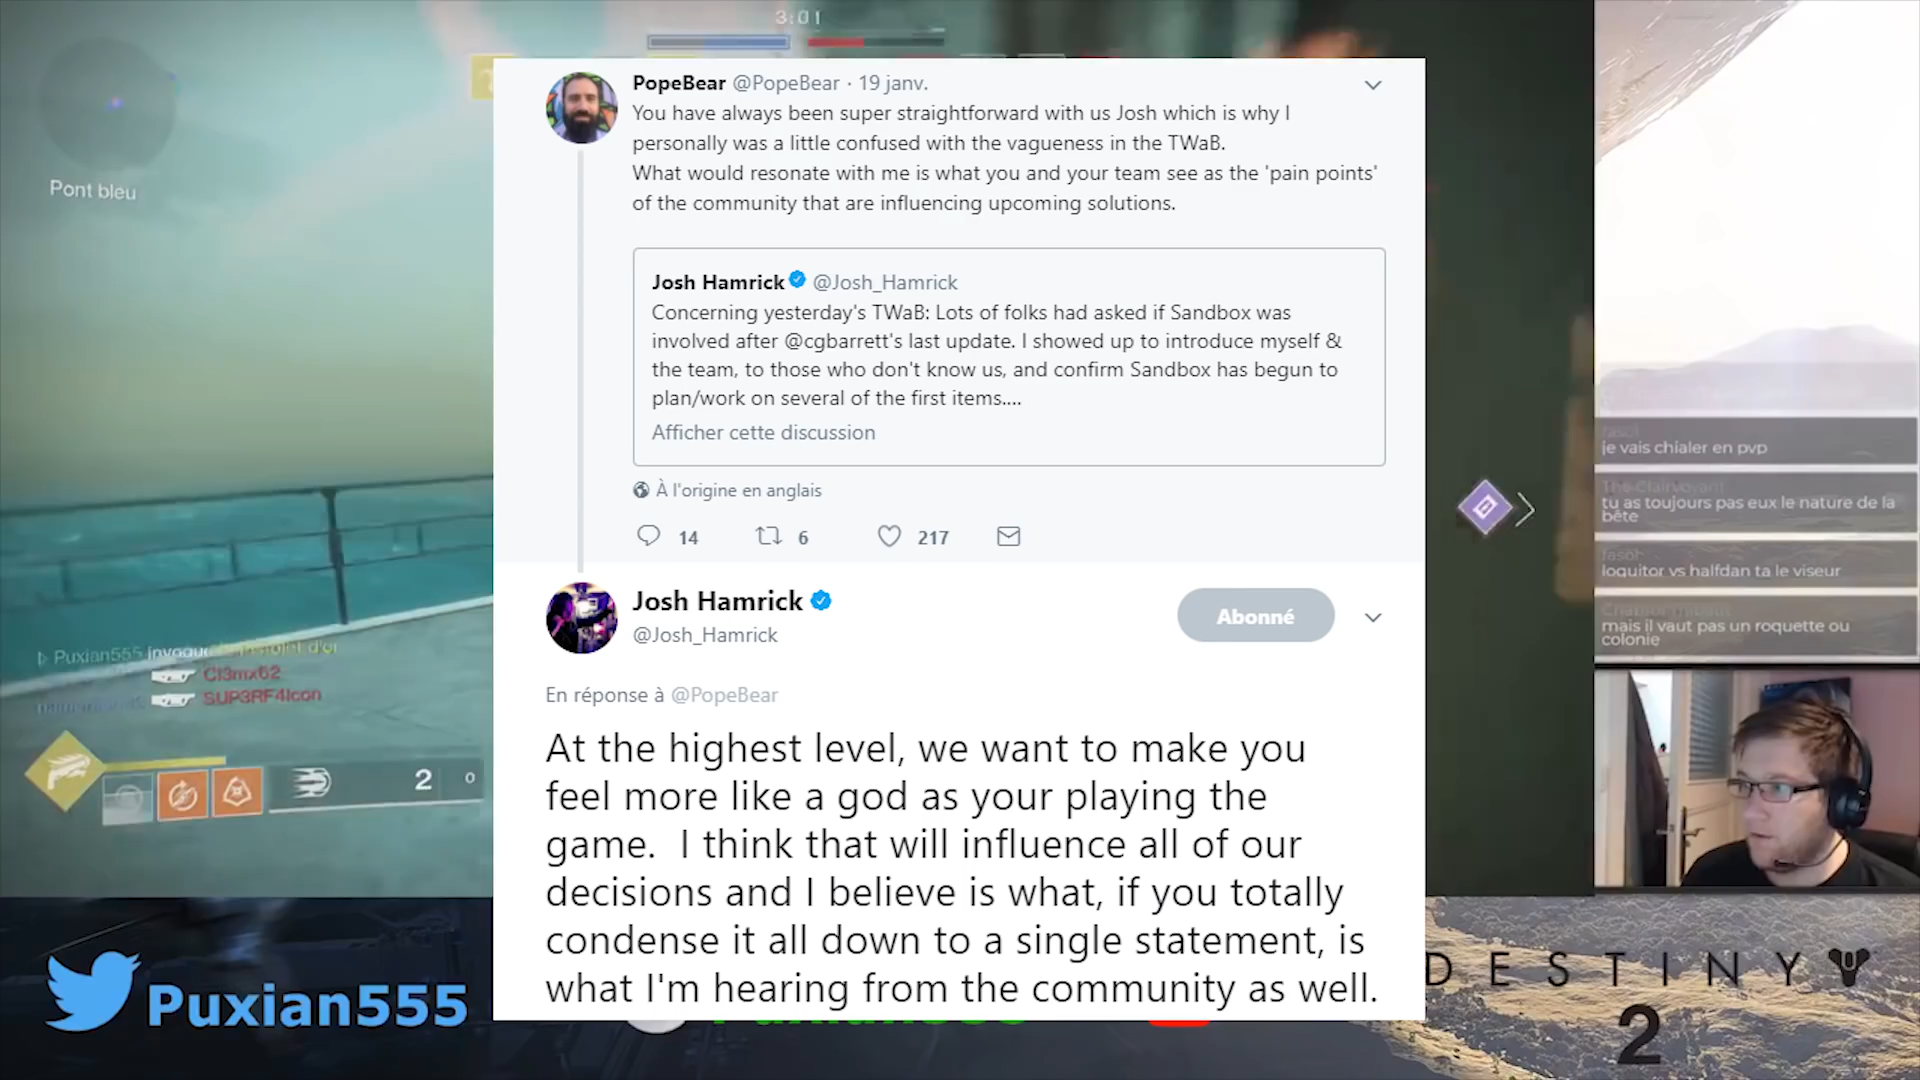 3:01
Pont bleu
PopeBear @PopeBear · 19 janv.
You have always been super straightforward with us Josh which is why I
personally was a little confused with the vagueness in the TWaB.
What would resonate with me is what you and your team see as the 'pain points'
of the community that are influencing upcoming solutions.
Josh Hamrick @Josh_Hamrick
Concerning yesterday's TWaB: Lots of folks had asked if Sandbox was
involved after @cgbarrett's last update. I showed up to introduce myself &
the team, to those who don't know us, and confirm Sandbox has begun to
plan/work on several of the first items....
Afficher cette discussion
À l'origine en anglais
14 6 217
Josh Hamrick
@Josh_Hamrick
Abonné
En réponse à @PopeBear
At the highest level, we want to make you
feel more like a god as your playing the
game. I think that will influence all of our
decisions and I believe is what, if you totally
condense it all down to a single statement, is
what I'm hearing from the community as well.
Puxian555 invoque
Cl3mx62
SUP3RF4lcon
2 0
je vais chialer en pvp
The Clairvoyant
tu as toujours pas eux le nature de la
bête
fasol
loquitor vs halfdan ta le viseur
mais il vaut pas un roquette ou
colonie
Puxian555
DESTINY
2